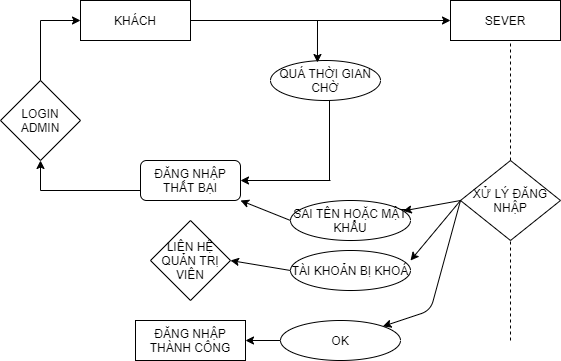 KHÁCH
SEVER
QUÁ THỜI GIAN
CHỜ
LOGIN
ADMIN
ĐĂNG NHẬP
THẤT BẠI
XỬ LÝ ĐĂNG
NHẬP
SAI TÊN HOẶC MẬT
KHẨU
LIÊN HỆ
QUẢN TRỊ
VIÊN
TÀI KHOẢN BỊ KHOÁ
ĐĂNG NHẬP
THÀNH CÔNG
OK